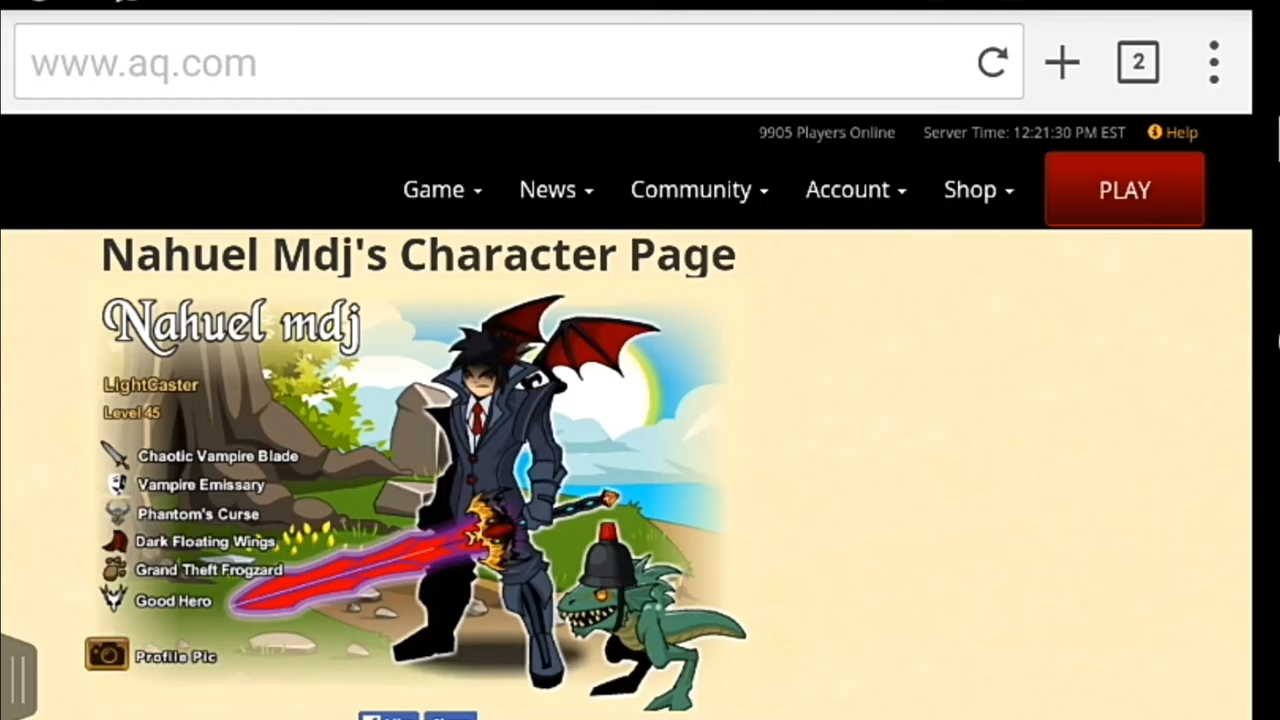 www.aq.com
2
9905 Players Online Server Time: 12:21:30 PM EST Help
Game News Community Account Shop PLAY
Nahuel Mdj's Character Page
Nahuel mdj
LightCaster
Level 45
Chaotic Vampire Blade
Vampire Emissary
Phantom's Curse
Dark Floating Wings
Grand Theft Frogzard
Good Hero
Profile Pic